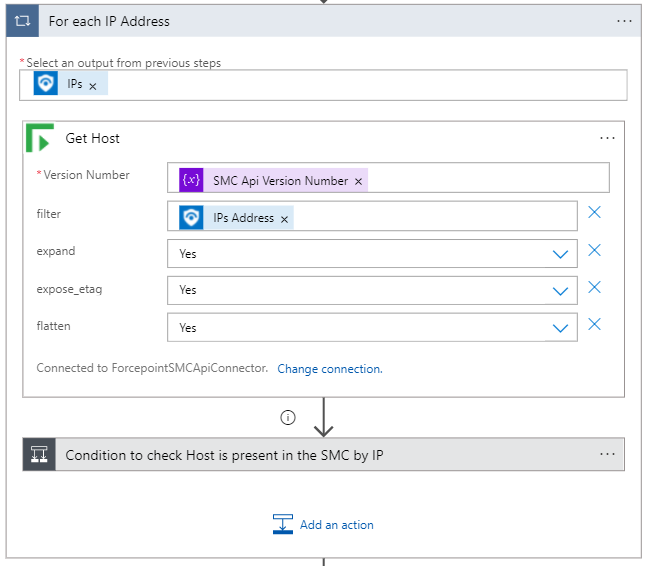 For each IP Address
* Select an output from previous steps
IPs ×
Get Host
* Version Number
{x} SMC Api Version Number ×
filter
IPs Address ×
expand
Yes
expose_etag
Yes
flatten
Yes
Connected to ForcepointSMCApiConnector. Change connection.
Condition to check Host is present in the SMC by IP
Add an action